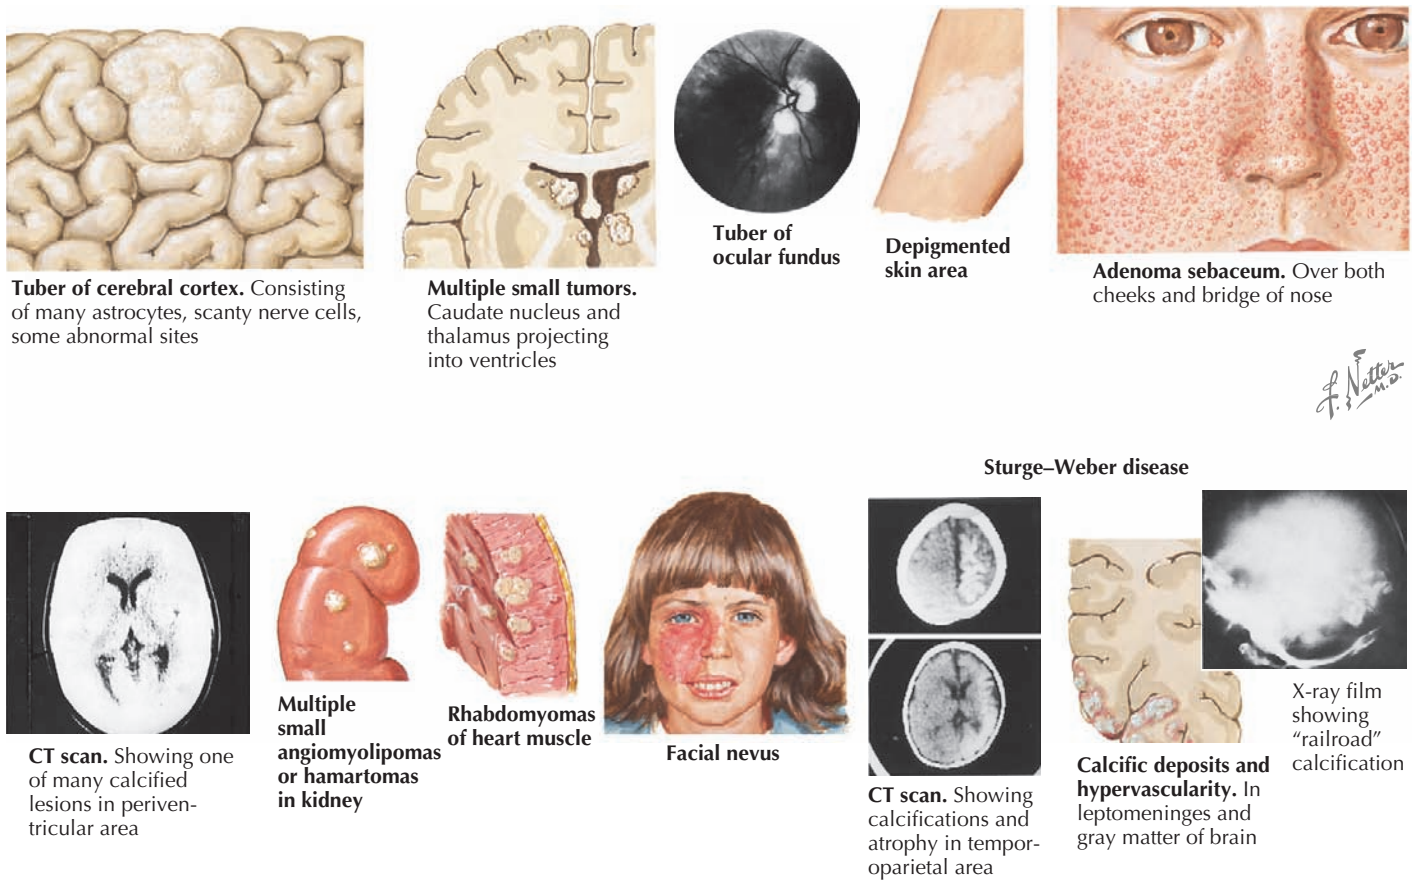 Tuber of cerebral cortex. Consisting
of many astrocytes, scanty nerve cells,
some abnormal sites
Multiple small tumors.
Caudate nucleus and
thalamus projecting
into ventricles
Tuber of
ocular fundus
Depigmented
skin area
Adenoma sebaceum. Over both
cheeks and bridge of nose
F. Netter
M.D.
Sturge–Weber disease
CT scan. Showing one
of many calcified
lesions in periven-
tricular area
Multiple
small
angiomyolipomas
or hamartomas
in kidney
Rhabdomyomas
of heart muscle
Facial nevus
CT scan. Showing
calcifications and
atrophy in tempor-
oparietal area
Calcific deposits and
hypervascularity. In
leptomeninges and
gray matter of brain
X-ray film
showing
“railroad”
calcification